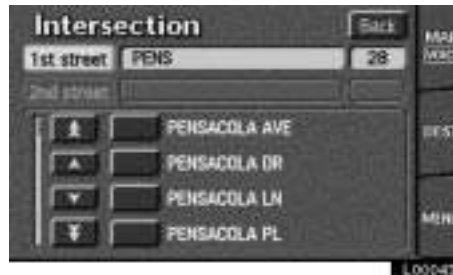 Intersection Back
1st street PENS 28
2nd street
PENSACOLA AVE
PENSACOLA DR
PENSACOLA LN
PENSACOLA PL